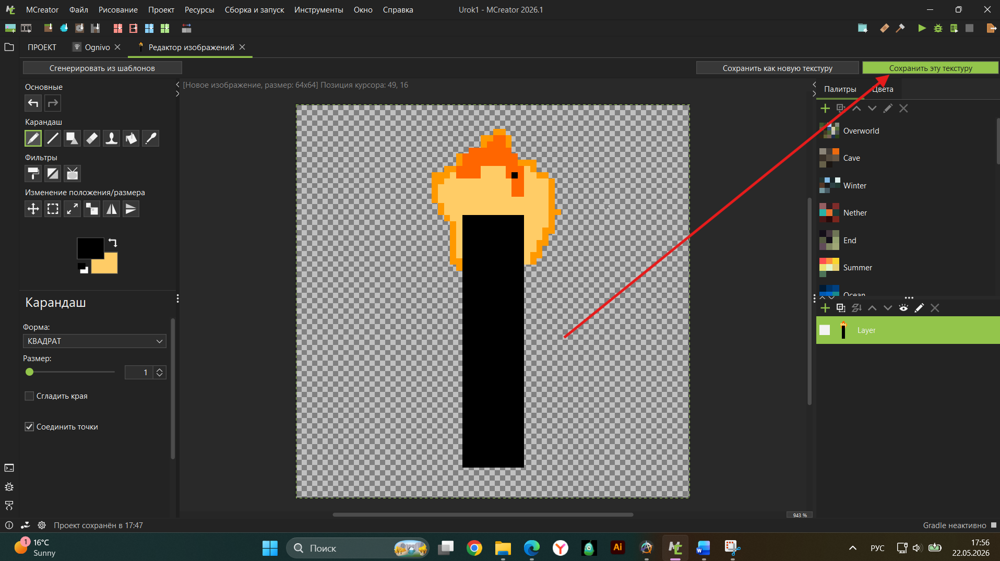 MCreator Файл Рисование Проект Ресурсы Сборка и запуск Инструменты Окно Справка Urok1 - MCreator 2026.1
ПРОЕКТ Ognivo Редактор изображений
Сгенерировать из шаблонов Сохранить как новую текстуру Сохранить эту текстуру
Основные
[Новое изображение, размер: 64x64] Позиция курсора: 49, 16
Палитры Цвета
Карандаш
Overworld
Фильтры
Cave
Winter
Изменение положения/размера
Nether
End
Summer
Ocean
Карандаш
Форма:
КВАДРАТ
Layer
Размер:
1
Сгладить края
Соединить точки
943 %
Проект сохранён в 17:47 Gradle неактивно
1
16°C
Sunny
Поиск
Ai
РУС
17:56
22.05.2026